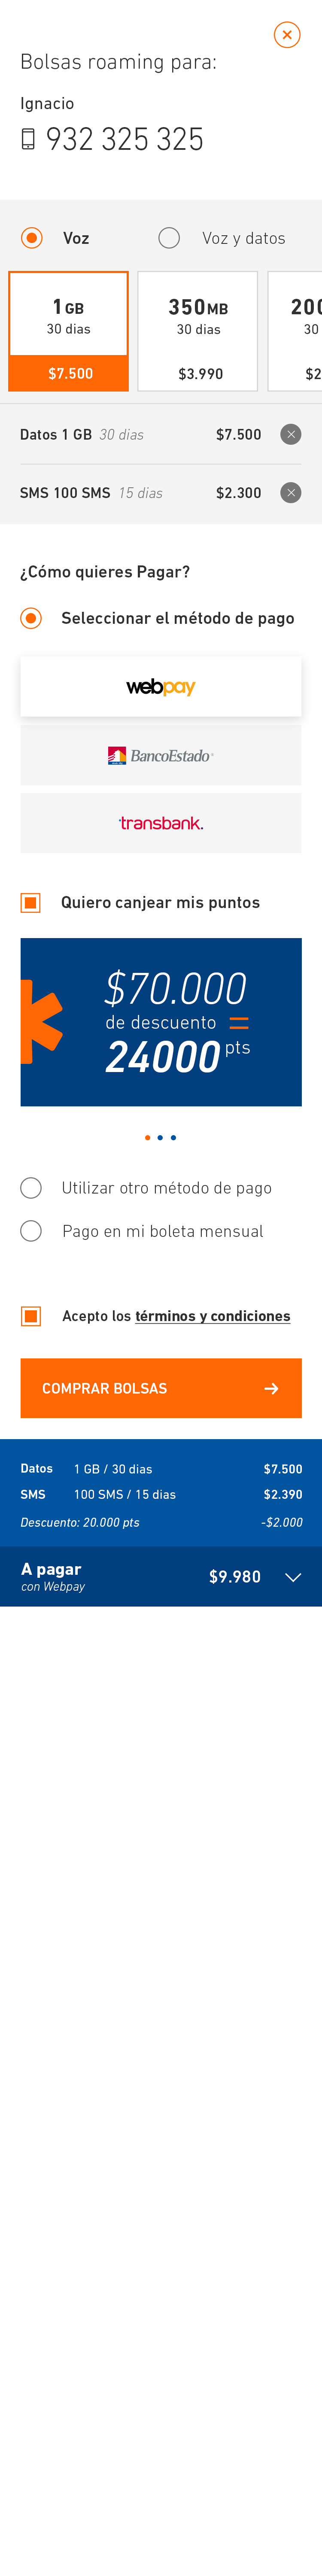 Bolsas roaming para:
Ignacio
932 325 325
Voz
Voz y datos
1 GB
30 dias
$7.500
350 MB
30 dias
$3.990
Datos 1 GB 30 dias $7.500
SMS 100 SMS 15 dias $2.300
¿Cómo quieres Pagar?
Seleccionar el método de pago
webpay
BancoEstado
transbank.
Quiero canjear mis puntos
$70.000
de descuento =
24000 pts
Utilizar otro método de pago
Pago en mi boleta mensual
Acepto los términos y condiciones
COMPRAR BOLSAS
Datos 1 GB / 30 dias $7.500
SMS 100 SMS / 15 dias $2.390
Descuento: 20.000 pts -$2.000
A pagar
con Webpay
$9.980